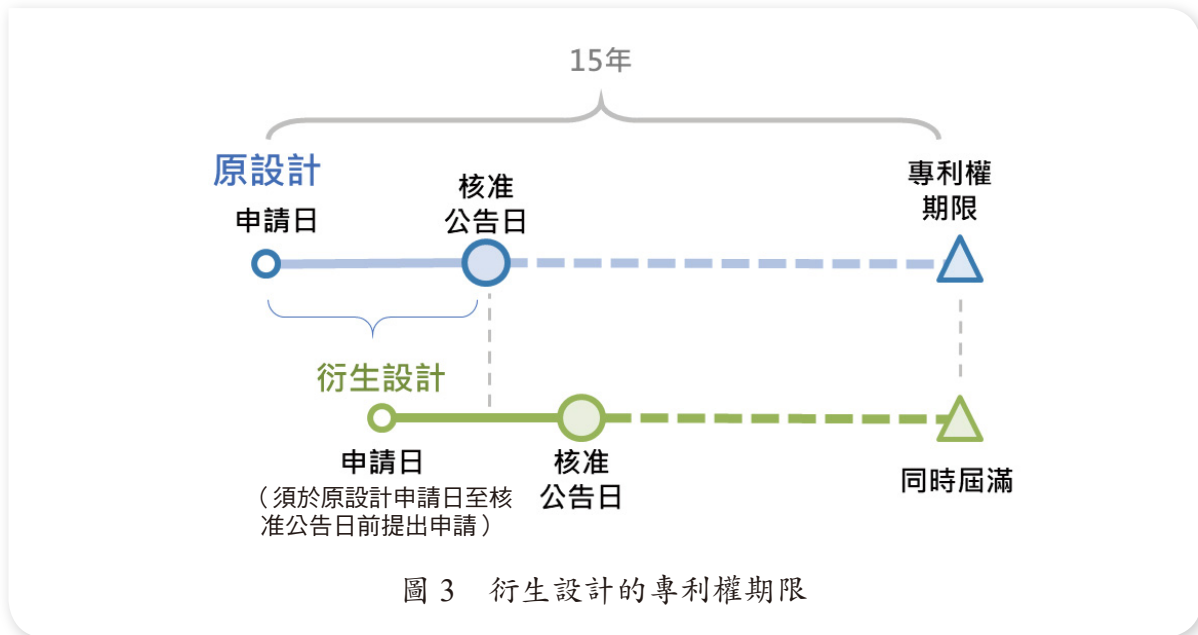 15年
原設計
申請日
核准
公告日
專利權
期限
衍生設計
申請日
（須於原設計申請日至核
准公告日前提出申請）
核准
公告日
同時屆滿
圖 3　衍生設計的專利權期限